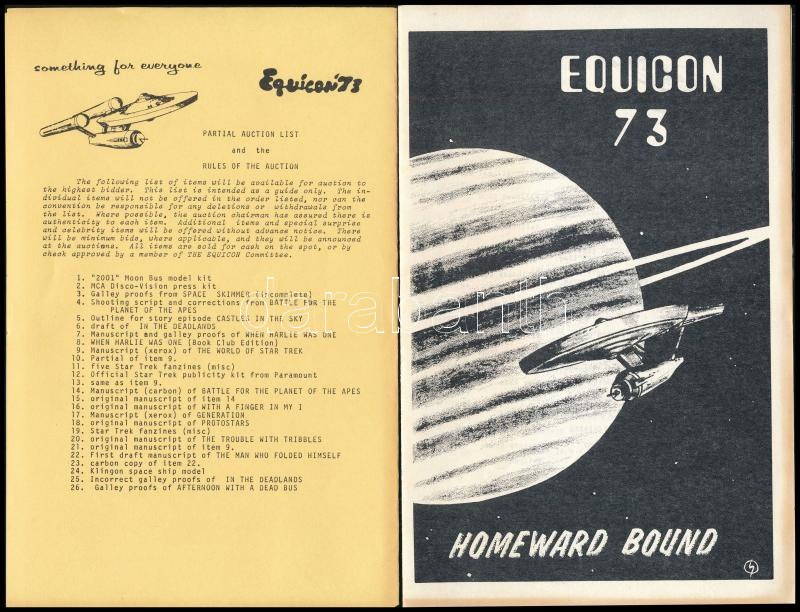 something for everyone
Equicon'73
PARTIAL AUCTION LIST
and the
RULES OF THE AUCTION
The following list of items will be available for auction to
the highest bidder. This list is intended as a guide only. The in-
dividual items will not be offered in the order listed, nor can the
convention be responsible for any deletions or withdrawals from
the list. Where possible, the auction chairman has assured there is
authenticity to each item. Additional items and special surprise
and celebrity items will be offered without advance notice. There
will be minimum bids, where applicable, and they will be announced
at the auctions. All items are sold for cash on the spot, or by
check approved by a member of THE EQUICON Committee.
1. "2001" Moon Bus model kit
2. MCA Disco-Vision press kit
3. Galley proofs from SPACE SKIMMER (incomplete)
4. Shooting script and corrections from BATTLE FOR THE
PLANET OF THE APES
5. Outline for story episode CASTLES IN THE SKY
6. draft of IN THE DEADLANDS
7. Manuscript and galley proofs of WHEN HARLIE WAS ONE
8. WHEN HARLIE WAS ONE (Book Club Edition)
9. Manuscript (xerox) of THE WORLD OF STAR TREK
10. Partial of item 9.
11. five Star Trek fanzines (misc)
12. Official Star Trek publicity kit from Paramount
13. same as item 9.
14. Manuscript (carbon) of BATTLE FOR THE PLANET OF THE APES
15. original manuscript of item 14
16. original manuscript of WITH A FINGER IN MY I
17. Manuscript (xerox) of GENERATION
18. original manuscript of PROTOSTARS
19. Star Trek fanzines (misc)
20. original manuscript of THE TROUBLE WITH TRIBBLES
21. original manuscript of item 9.
22. First draft manuscript of THE MAN WHO FOLDED HIMSELF
23. carbon copy of item 22.
24. Klingon space ship model
25. Incorrect galley proofs of IN THE DEADLANDS
26. Galley proofs of AFTERNOON WITH A DEAD BUS
EQUICON
73
HOMEWARD BOUND
darabanth